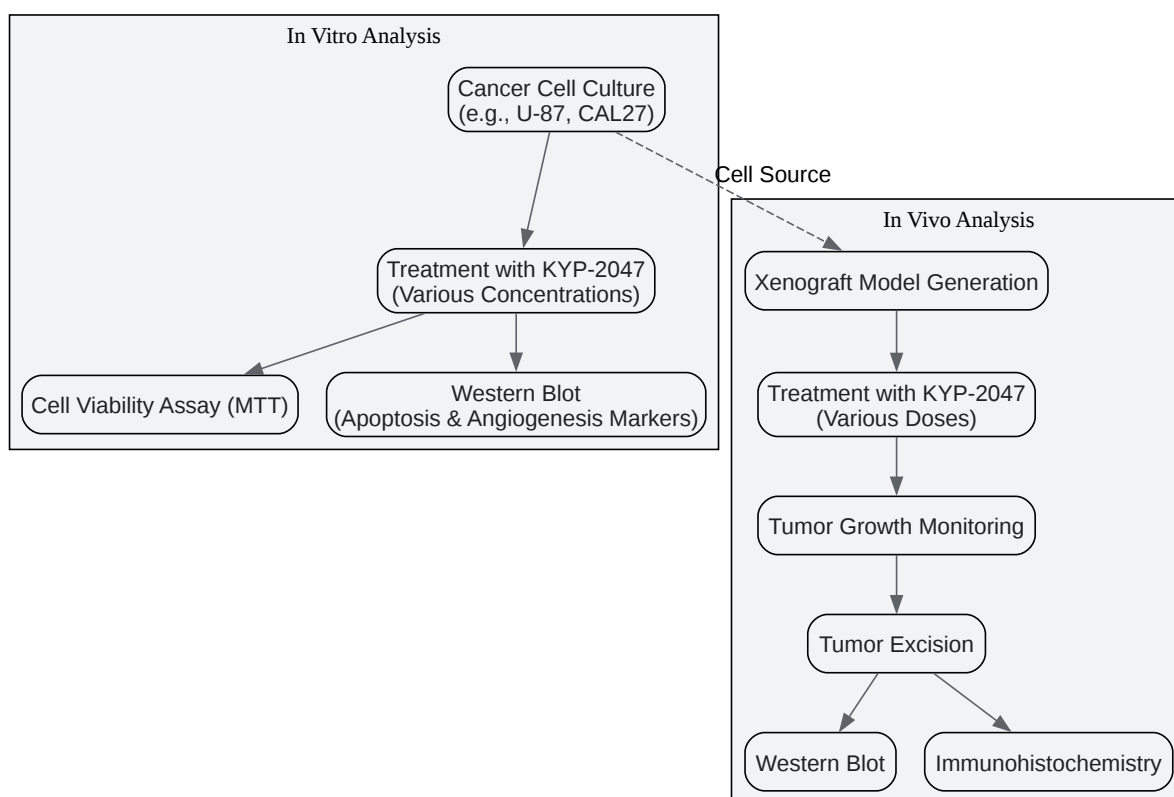 In Vitro Analysis
Cancer Cell Culture
(e.g., U-87, CAL27)
Cell Source
Treatment with KYP-2047
(Various Concentrations)
Cell Viability Assay (MTT)
Western Blot
(Apoptosis & Angiogenesis Markers)
In Vivo Analysis
Xenograft Model Generation
Treatment with KYP-2047
(Various Doses)
Tumor Growth Monitoring
Tumor Excision
Western Blot
Immunohistochemistry